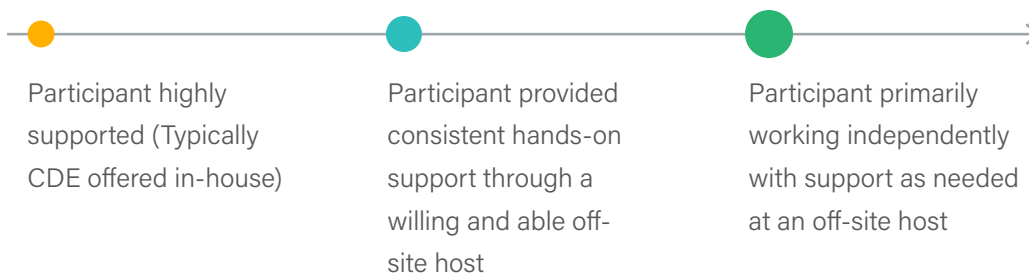 Participant highly
supported (Typically
CDE offered in-house)
Participant provided
consistent hands-on
support through a
willing and able off-
site host
Participant primarily
working independently
with support as needed
at an off-site host